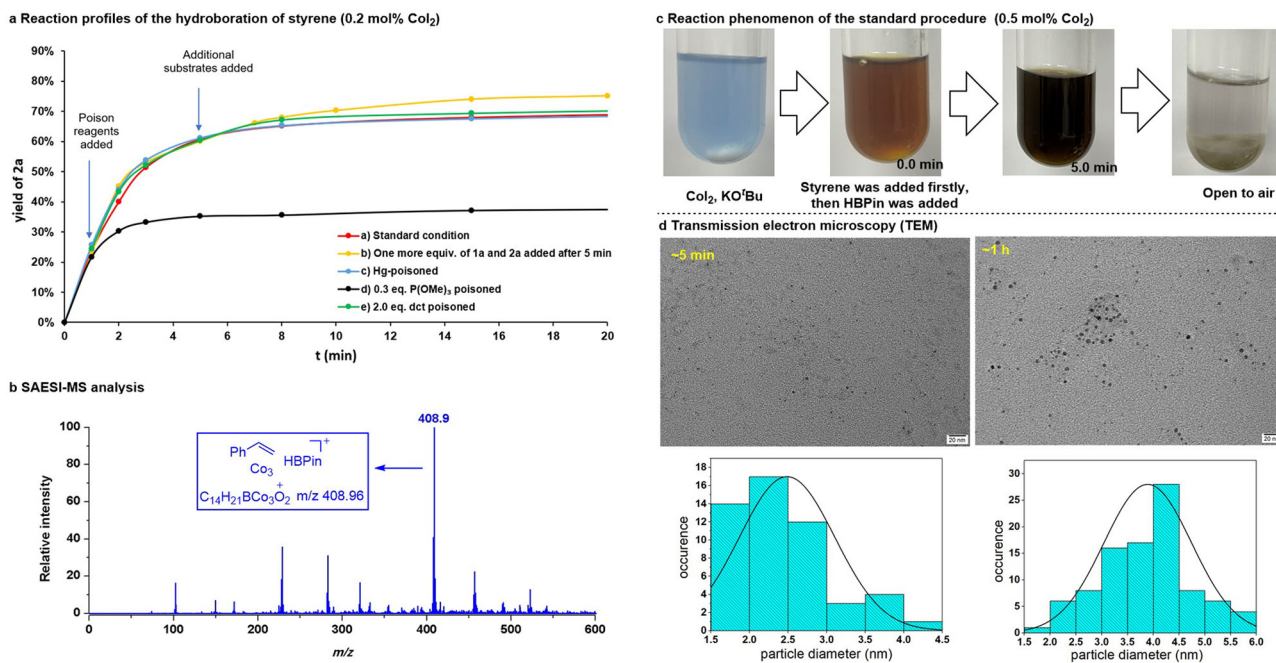 a Reaction profiles of the hydroboration of styrene (0.2 mol% CoI₂)
90%
80%
70%
60%
50%
40%
30%
20%
10%
0%
yield of 2a
Poison
reagents
added
Additional
substrates added
a) Standard condition
b) One more equiv. of 1a and 2a added after 5 min
c) Hg-poisoned
d) 0.3 eq. P(OMe)₃ poisoned
e) 2.0 eq. dct poisoned
0 2 4 6 8 10 12 14 16 18 20
t (min)
b SAESI-MS analysis
100
80
60
40
20
0
Relative intensity
408.9
Ph
Co₃
HBPin
+
C₁₄H₂₁BCo₃O₂⁺ m/z 408.96
0 100 200 300 400 500 600
m/z
c Reaction phenomenon of the standard procedure (0.5 mol% CoI₂)
0.0 min
5.0 min
CoI₂, KOᵗBu
Styrene was added firstly,
then HBPin was added
Open to air
d Transmission electron microscopy (TEM)
~5 min
20 nm
~1 h
20 nm
18
16
14
12
10
8
6
4
2
0
occurence
1.5 2.0 2.5 3.0 3.5 4.0 4.5
particle diameter (nm)
30
25
20
15
10
5
0
occurence
1.5 2.0 2.5 3.0 3.5 4.0 4.5 5.0 5.5 6.0
particle diameter (nm)